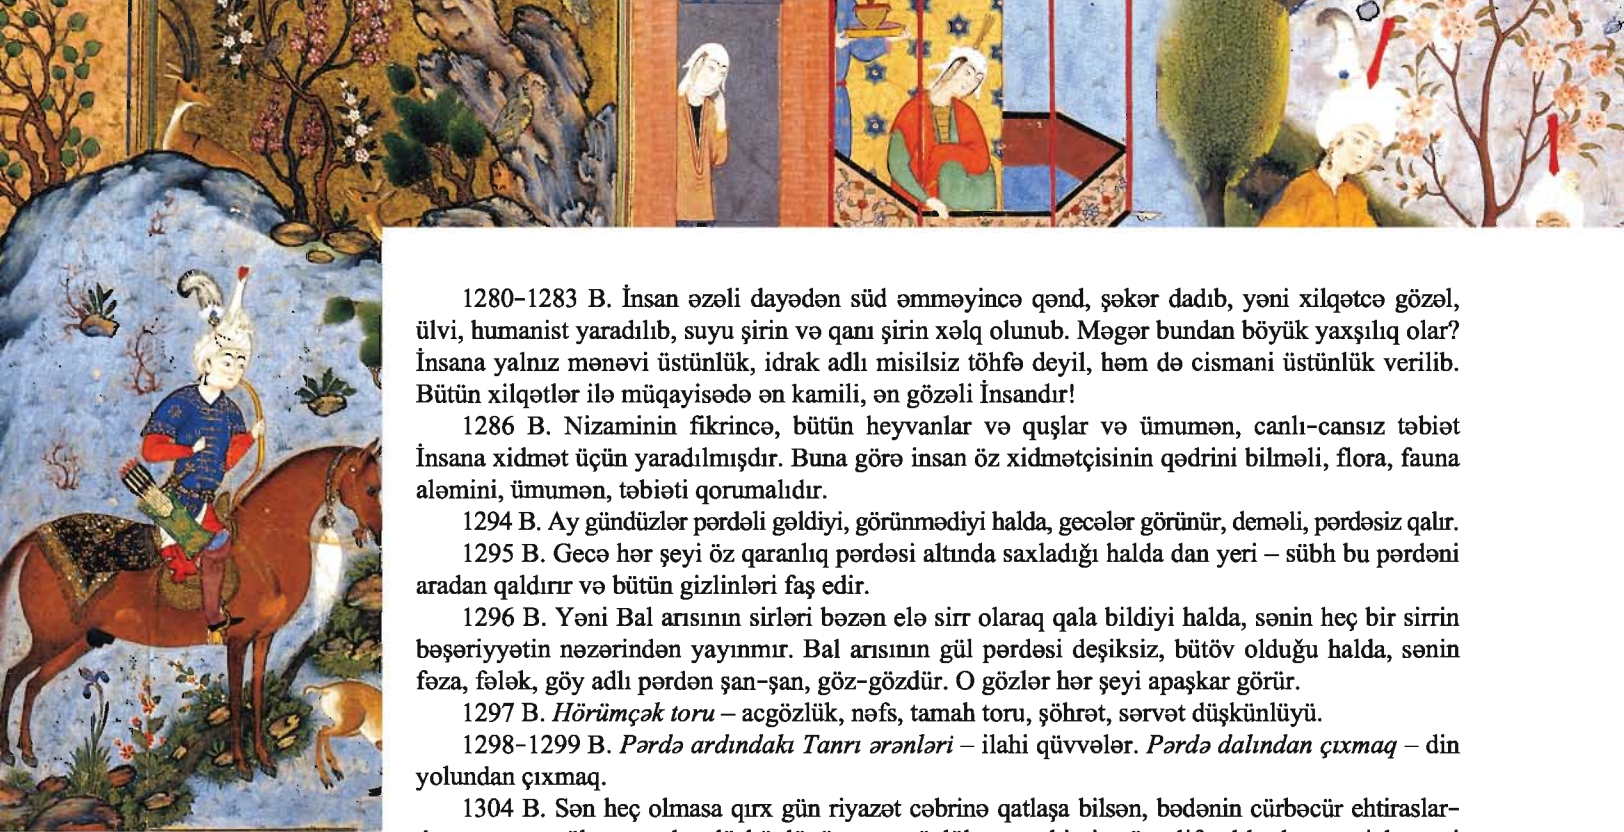 1280-1283 B. İnsan əzəli dayədən süd əmməyincə qənd, şəkər dadıb, yəni xilqətcə gözəl,
ülvi, humanist yaradılıb, suyu şirin və qanı şirin xəlq olunub. Məgər bundan böyük yaxşılıq olar?
İnsana yalnız mənəvi üstünlük, idrak adlı misilsiz töhfə deyil, həm də cismani üstünlük verilib.
Bütün xilqətlər ilə müqayisədə ən kamili, ən gözəli İnsandır!
1286 B. Nizaminin fikrincə, bütün heyvanlar və quşlar və ümumən, canlı-cansız təbiət
İnsana xidmət üçün yaradılmışdır. Buna görə insan öz xidmətçisinin qədrini bilməli, flora, fauna
aləmini, ümumən, təbiəti qorumalıdır.
1294 B. Ay gündüzlər pərdəli gəldiyi, görünmədiyi halda, gecələr görünür, deməli, pərdəsiz qalır.
1295 B. Gecə hər şeyi öz qaranlıq pərdəsi altında saxladığı halda dan yeri – sübh bu pərdəni
aradan qaldırır və bütün gizlinləri faş edir.
1296 B. Yəni Bal arısının sirləri bəzən elə sirr olaraq qala bildiyi halda, sənin heç bir sirrin
bəşəriyyətin nəzərindən yayınmır. Bal arısının gül pərdəsi deşiksiz, bütöv olduğu halda, sənin
fəza, fələk, göy adlı pərdən şan-şan, göz-gözdür. O gözlər hər şeyi apaşkar görür.
1297 B. Hörümçək toru – acgözlük, nəfs, tamah toru, şöhrət, sərvət düşkünlüyü.
1298-1299 B. Pərdə ardındakı Tanrı ərənləri – ilahi qüvvələr. Pərdə dalından çıxmaq – din
yolundan çıxmaq.
1304 B. Sən heç olmasa qırx gün riyazət cəbrinə qatlaşa bilsən, bədənin cürbəcür ehtiraslar-